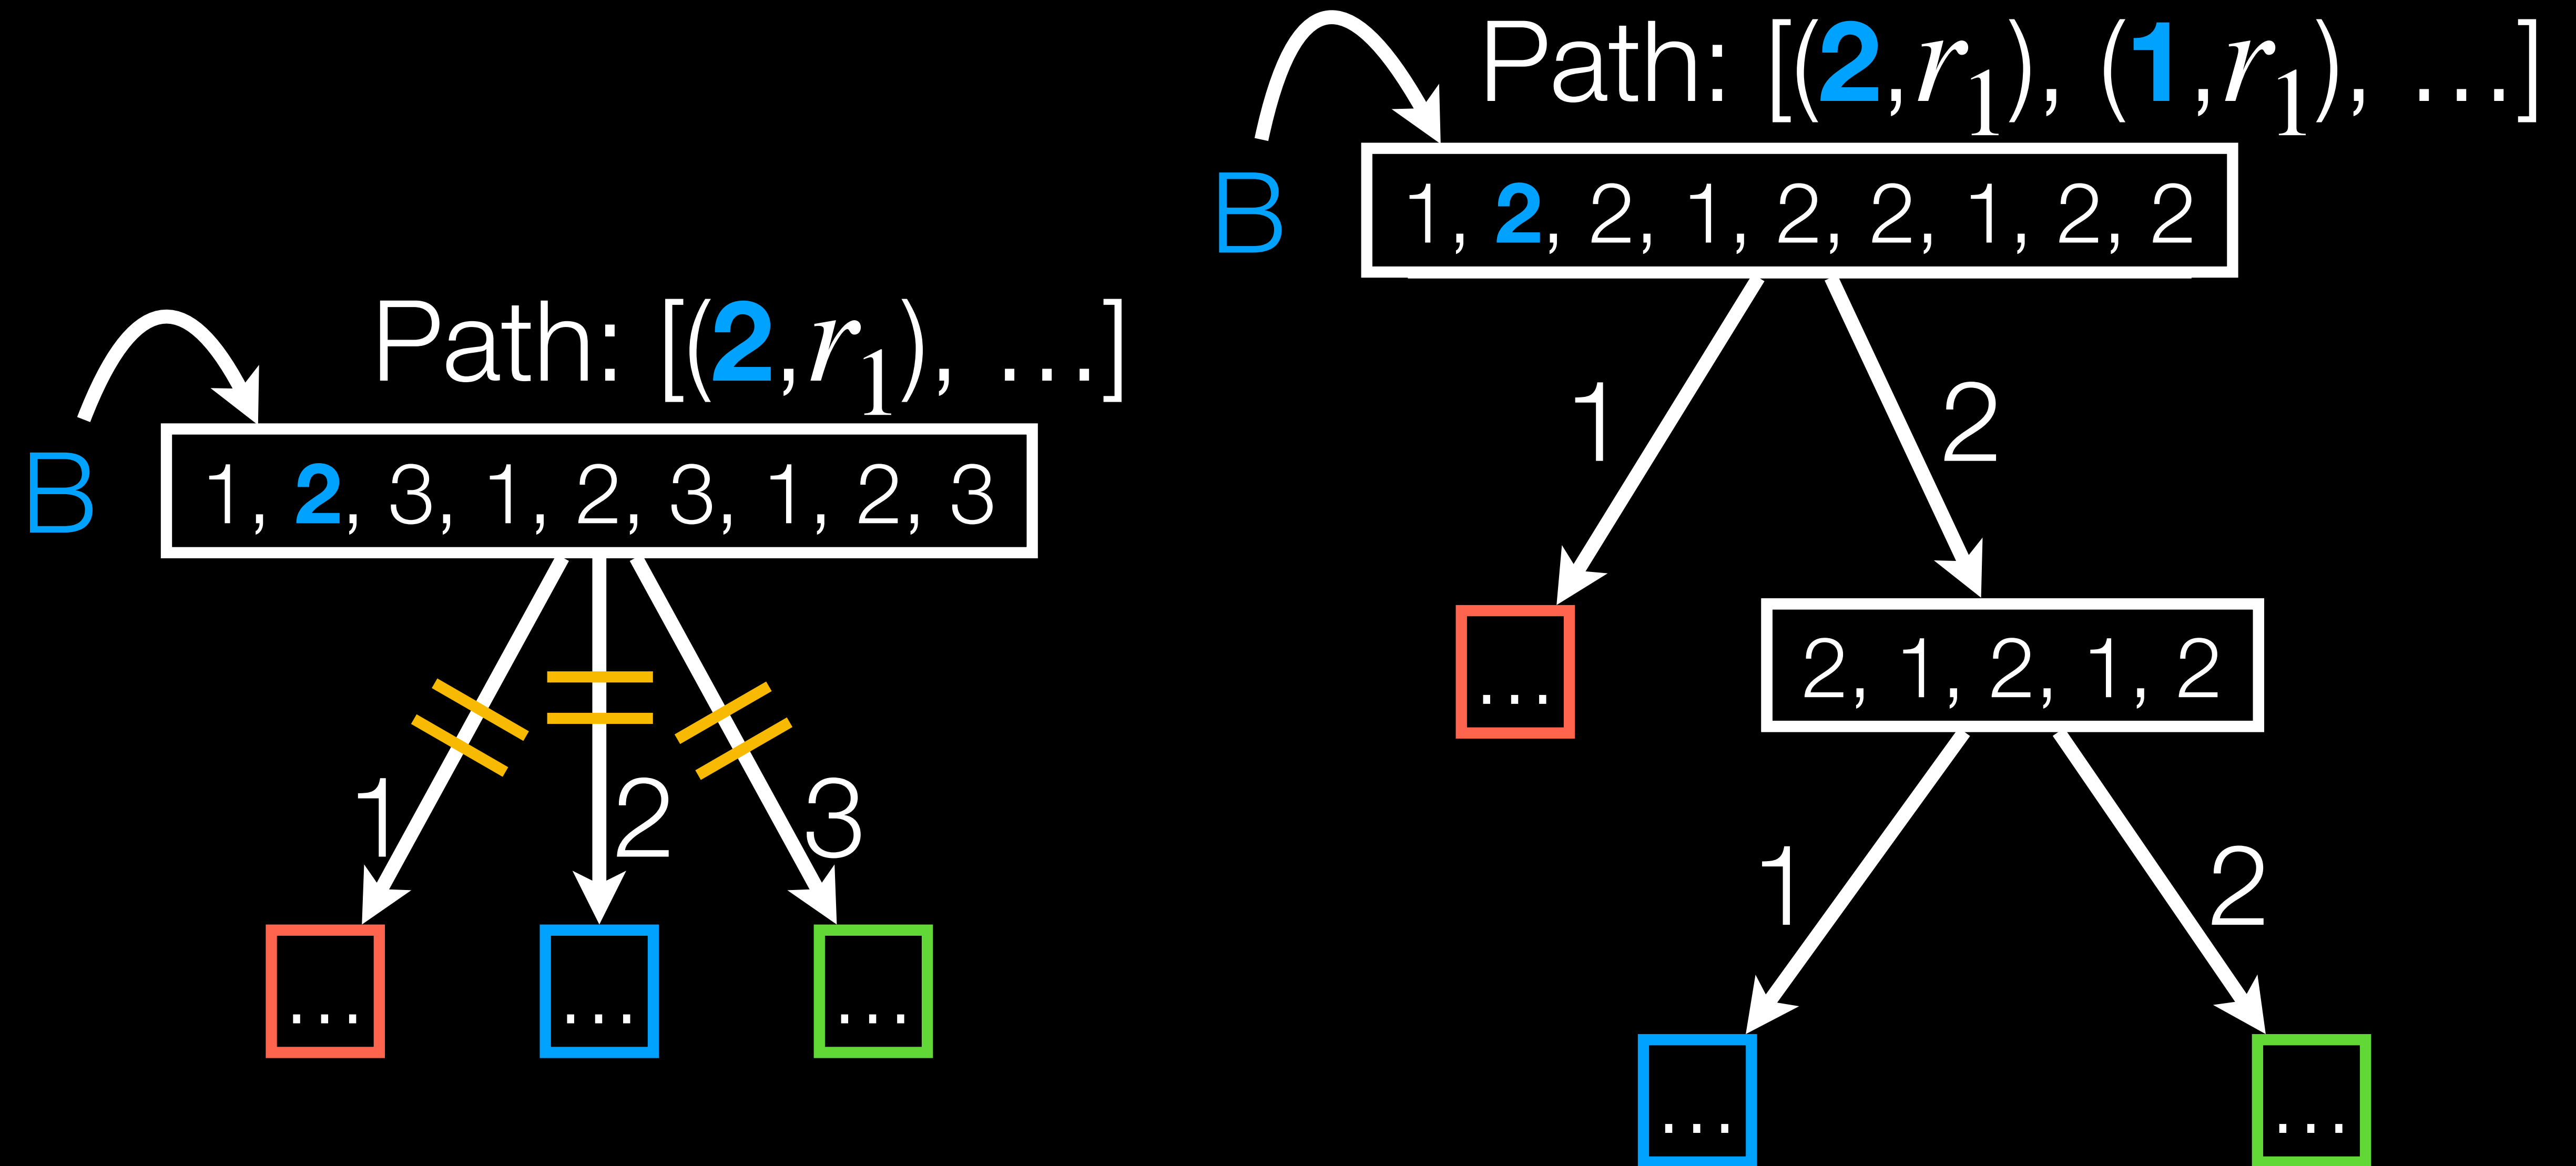 Path: [(2,r₁), …]
B
1, 2, 3, 1, 2, 3, 1, 2, 3
1
2
3
…
…
…
Path: [(2,r₁), (1,r₁), …]
B
1, 2, 2, 1, 2, 2, 1, 2, 2
1
2
…
2, 1, 2, 1, 2
1
2
…
…